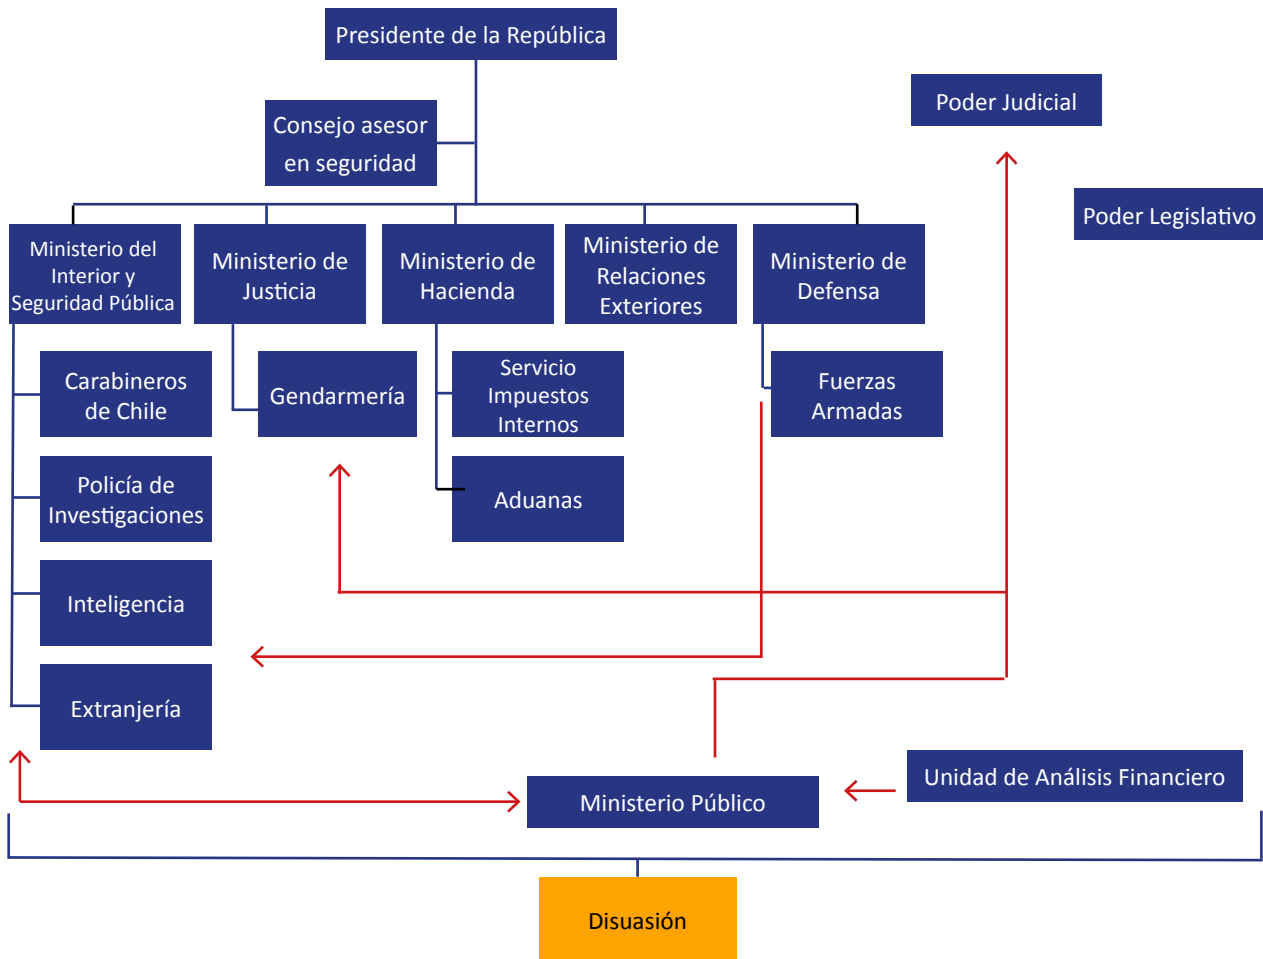 Presidente de la República
Poder Judicial
Consejo asesor
en seguridad
Poder Legislativo
Ministerio del
Interior y
Seguridad Pública
Ministerio de
Justicia
Ministerio de
Hacienda
Ministerio de
Relaciones
Exteriores
Ministerio de
Defensa
Carabineros
de Chile
Gendarmería
Servicio
Impuestos
Internos
Fuerzas
Armadas
Policía de
Investigaciones
Aduanas
Inteligencia
Extranjería
Unidad de Análisis Financiero
Ministerio Público
Disuasión